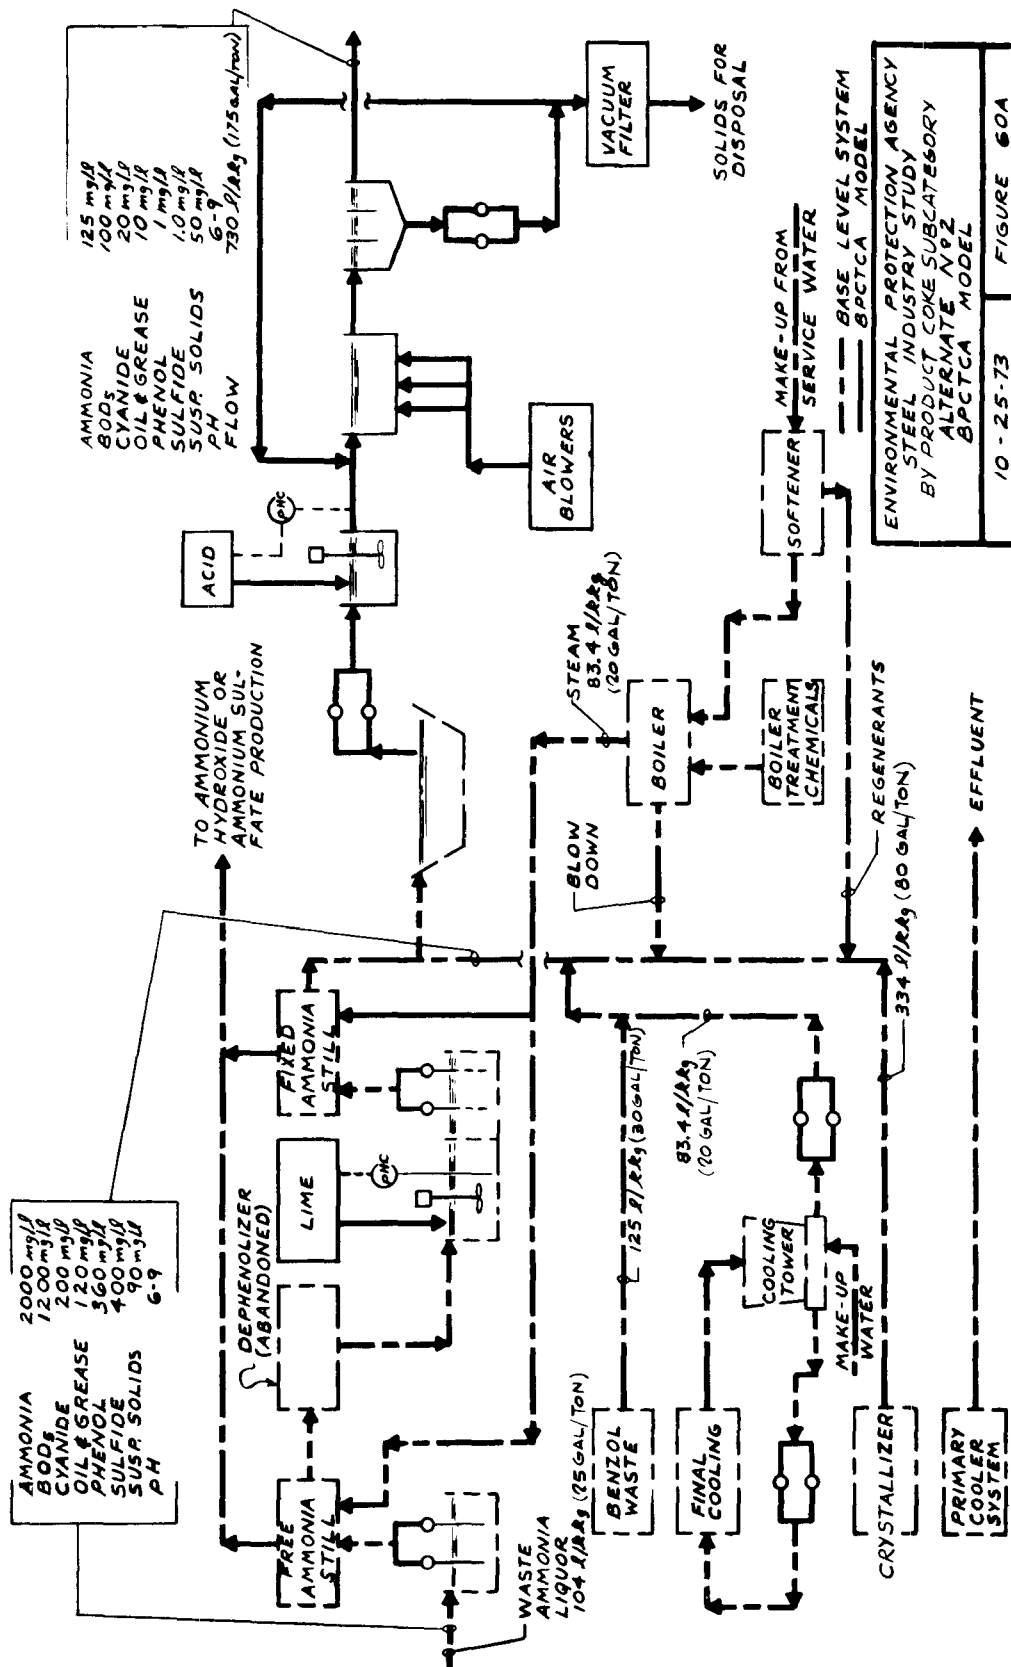 AMMONIA 2000 mg/l
BOD5 1200 mg/l
CYANIDE 200 mg/l
OIL & GREASE 120 mg/l
PHENOL 360 mg/l
SULFIDE 400 mg/l
SUSP. SOLIDS 90 mg/l
PH 6-9
TO AMMONIUM
HYDROXIDE OR
AMMONIUM SUL-
FATE PRODUCTION
AMMONIA 125 mg/l
BOD5 100 mg/l
CYANIDE 20 mg/l
OIL & GREASE 10 mg/l
PHENOL 1 mg/l
SULFIDE 1.0 mg/l
SUSP. SOLIDS 50 mg/l
PH 6-9
FLOW 730 l/kkg (175 GAL/TON)
ACID
PHC
DEPHENOLIZER
(ABANDONED)
LIME
PHC
FREE
AMMONIA
STILL
FIXED
AMMONIA
STILL
WASTE
AMMONIA
LIQUOR
104 l/kkg (25 GAL/TON)
AIR
BLOWERS
VACUUM
FILTER
SOLIDS FOR
DISPOSAL
STEAM
83.4 l/kkg
(20 GAL/TON)
BENZOL
WASTE
125 l/kkg (30 GAL/TON)
BLOW
DOWN
BOILER
SOFTENER
MAKE-UP FROM
SERVICE WATER
FINAL
COOLING
COOLING
TOWER
MAKE-UP
WATER
83.4 l/kkg
(20 GAL/TON)
BOILER
TREATMENT
CHEMICALS
BASE LEVEL SYSTEM
BPCTCA MODEL
CRYSTALLIZER
334 l/kkg (80 GAL/TON)
REGENERANTS
PRIMARY
COOLER
SYSTEM
EFFLUENT
ENVIRONMENTAL PROTECTION AGENCY
STEEL INDUSTRY STUDY
BY PRODUCT COKE SUBCATEGORY
ALTERNATE Nº2
BPCTCA MODEL
10-25-73
FIGURE 60A